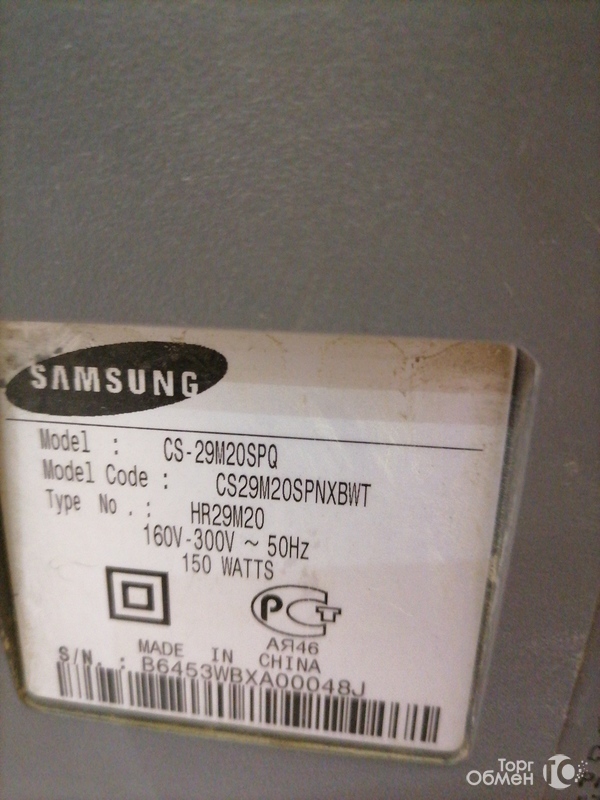 SAMSUNG
Model : CS-29M20SPQ
Model Code : CS29M20SPNXBWT
Type No . : HR29M20
160V-300V ~ 50Hz
150 WATTS
РСТ
АЯ46
MADE IN CHINA
S/N. : B6453WBXA00048J
Торг
Обмен